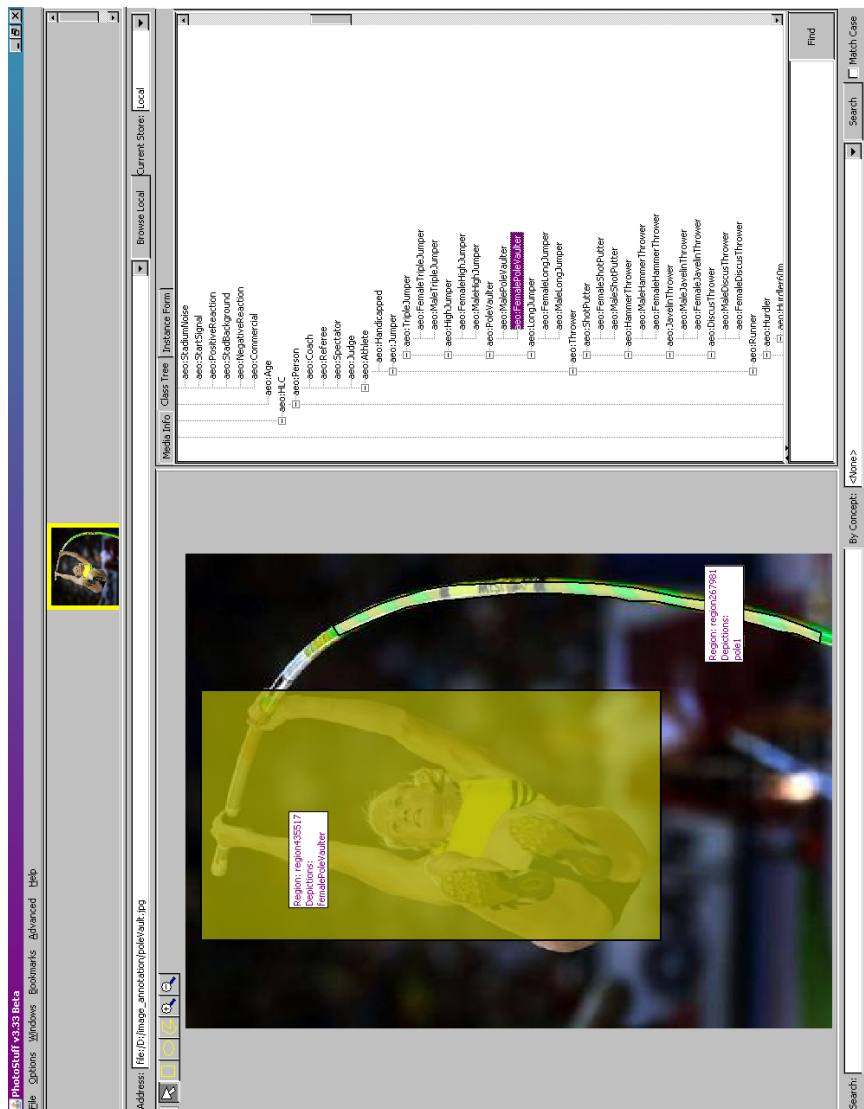 PhotoStuff v3.33 Beta
File Options Windows Bookmarks Advanced Help
Address: file:/D:/image_annotation/poleVault.jpg
Browse Local
Current Store: Local
Region: region435517
Depictions:
femalePoleVaulter
Region: region267981
Depictions:
pole1
Media Info Class Tree Instance Form
aeo:StadiumNoise
aeo:StartSignal
aeo:PositiveReaction
aeo:StadBackground
aeo:NegativeReaction
aeo:Commercial
aeo:Age
aeo:HLC
aeo:Person
aeo:Coach
aeo:Referee
aeo:Spectator
aeo:Judge
aeo:Athlete
aeo:Handicapped
aeo:Jumper
aeo:TripleJumper
aeo:FemaleTripleJumper
aeo:MaleTripleJumper
aeo:HighJumper
aeo:FemaleHighJumper
aeo:MaleHighJumper
aeo:PoleVaulter
aeo:MalePoleVaulter
aeo:FemalePoleVaulter
aeo:LongJumper
aeo:FemaleLongJumper
aeo:MaleLongJumper
aeo:Thrower
aeo:ShotPutter
aeo:FemaleShotPutter
aeo:MaleShotPutter
aeo:HammerThrower
aeo:MaleHammerThrower
aeo:FemaleHammerThrower
aeo:JavelinThrower
aeo:MaleJavelinThrower
aeo:FemaleJavelinThrower
aeo:DiscusThrower
aeo:MaleDiscusThrower
aeo:FemaleDiscusThrower
aeo:Runner
aeo:Hurdler
aeo:Hurdler60m
Find
Search:
By Concept: <None>
Search
Match Case